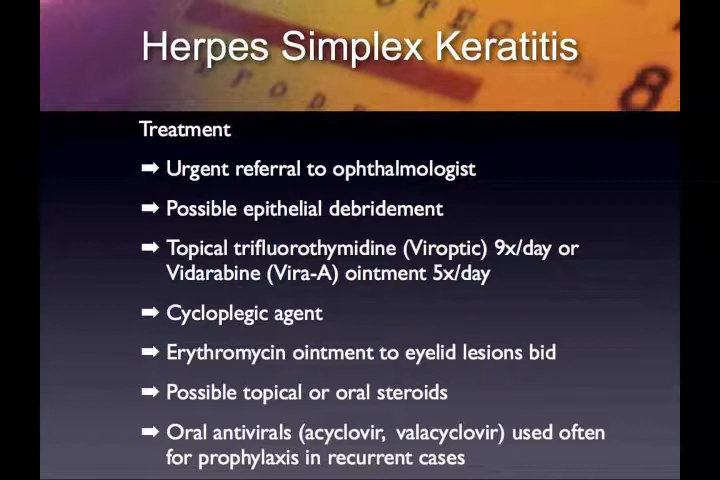 Herpes Simplex Keratitis
Treatment
➡ Urgent referral to ophthalmologist
➡ Possible epithelial debridement
➡ Topical trifluorothymidine (Viroptic) 9x/day or
Vidarabine (Vira-A) ointment 5x/day
➡ Cycloplegic agent
➡ Erythromycin ointment to eyelid lesions bid
➡ Possible topical or oral steroids
➡ Oral antivirals (acyclovir, valacyclovir) used often
for prophylaxis in recurrent cases